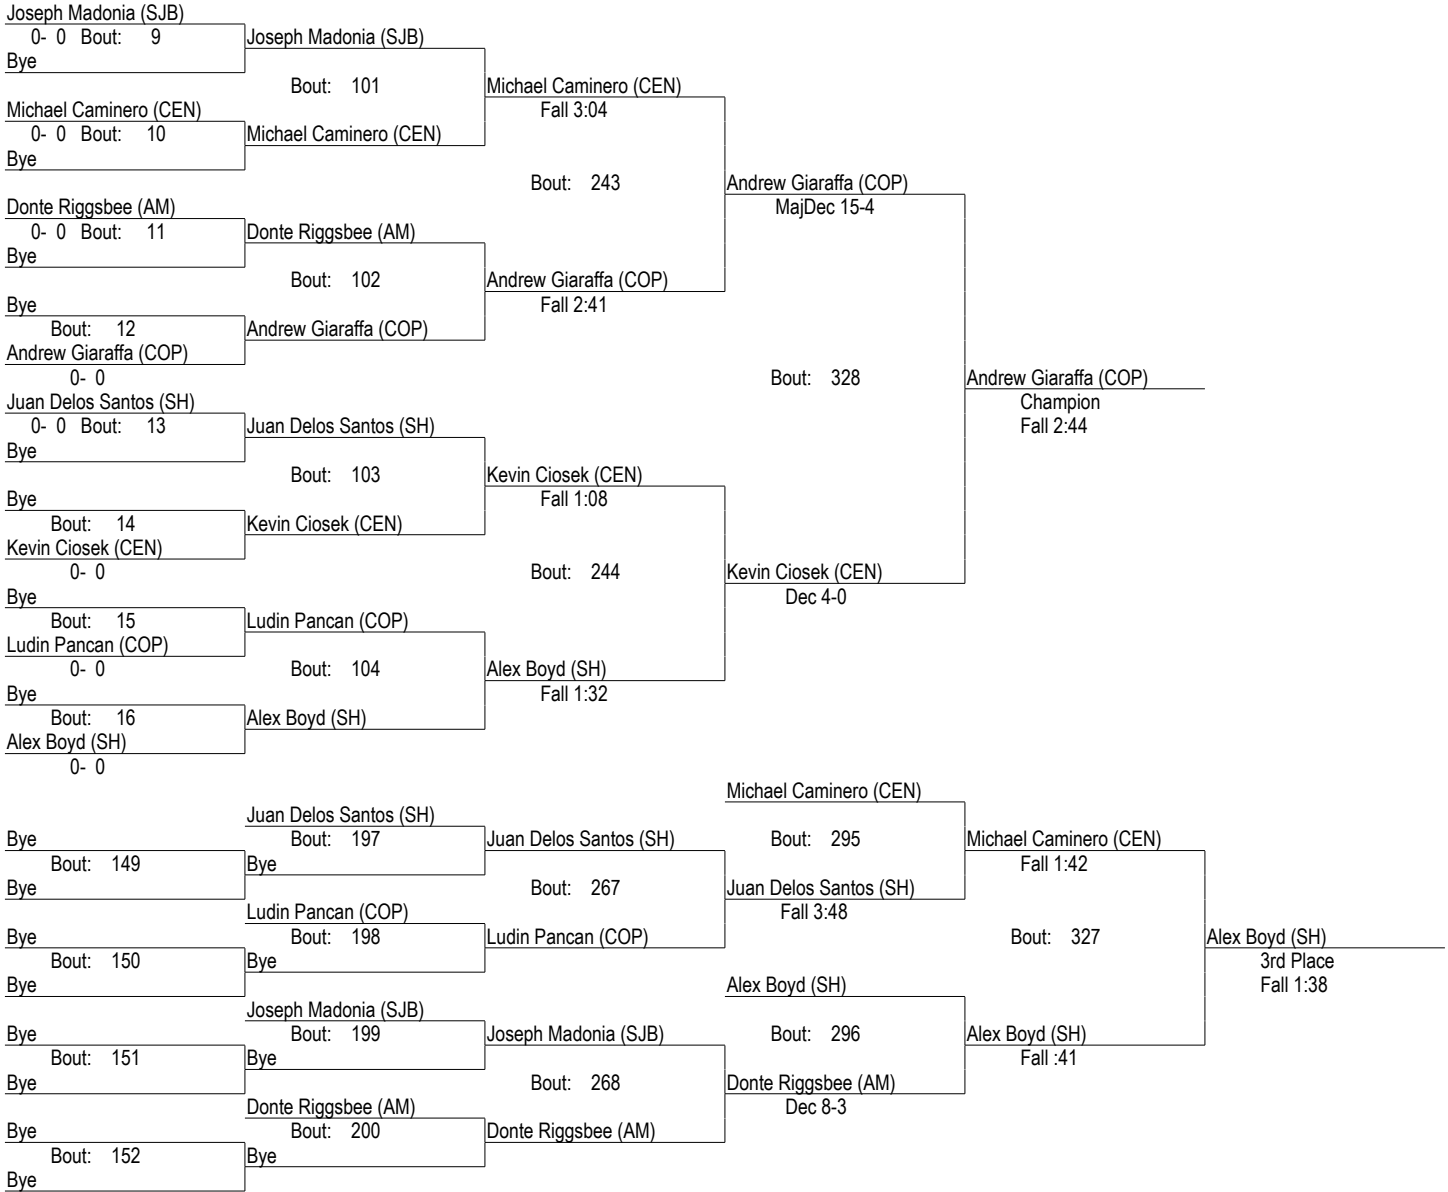 Joseph Madonia (SJB)
0- 0 Bout: 9
Bye
Joseph Madonia (SJB)
Bout: 101
Michael Caminero (CEN)
0- 0 Bout: 10
Bye
Michael Caminero (CEN)
Michael Caminero (CEN)
Fall 3:04
Bout: 243
Donte Riggsbee (AM)
0- 0 Bout: 11
Bye
Donte Riggsbee (AM)
Bout: 102
Bye
Bout: 12
Andrew Giaraffa (COP)
0- 0
Andrew Giaraffa (COP)
Andrew Giaraffa (COP)
Fall 2:41
Andrew Giaraffa (COP)
MajDec 15-4
Bout: 328
Andrew Giaraffa (COP)
Champion
Fall 2:44
Juan Delos Santos (SH)
0- 0 Bout: 13
Bye
Juan Delos Santos (SH)
Bout: 103
Bye
Bout: 14
Kevin Ciosek (CEN)
0- 0
Kevin Ciosek (CEN)
Kevin Ciosek (CEN)
Fall 1:08
Bout: 244
Kevin Ciosek (CEN)
Dec 4-0
Bye
Bout: 15
Ludin Pancan (COP)
0- 0
Ludin Pancan (COP)
Bout: 104
Bye
Bout: 16
Alex Boyd (SH)
0- 0
Alex Boyd (SH)
Alex Boyd (SH)
Fall 1:32
Bye
Bout: 149
Bye
Juan Delos Santos (SH)
Bout: 197
Bye
Juan Delos Santos (SH)
Bout: 267
Bye
Bout: 150
Bye
Ludin Pancan (COP)
Bout: 198
Bye
Ludin Pancan (COP)
Michael Caminero (CEN)
Bout: 295
Juan Delos Santos (SH)
Fall 3:48
Michael Caminero (CEN)
Fall 1:42
Bout: 327
Alex Boyd (SH)
3rd Place
Fall 1:38
Bye
Bout: 151
Bye
Joseph Madonia (SJB)
Bout: 199
Bye
Joseph Madonia (SJB)
Bout: 268
Bye
Bout: 152
Bye
Donte Riggsbee (AM)
Bout: 200
Bye
Donte Riggsbee (AM)
Alex Boyd (SH)
Bout: 296
Donte Riggsbee (AM)
Dec 8-3
Alex Boyd (SH)
Fall :41